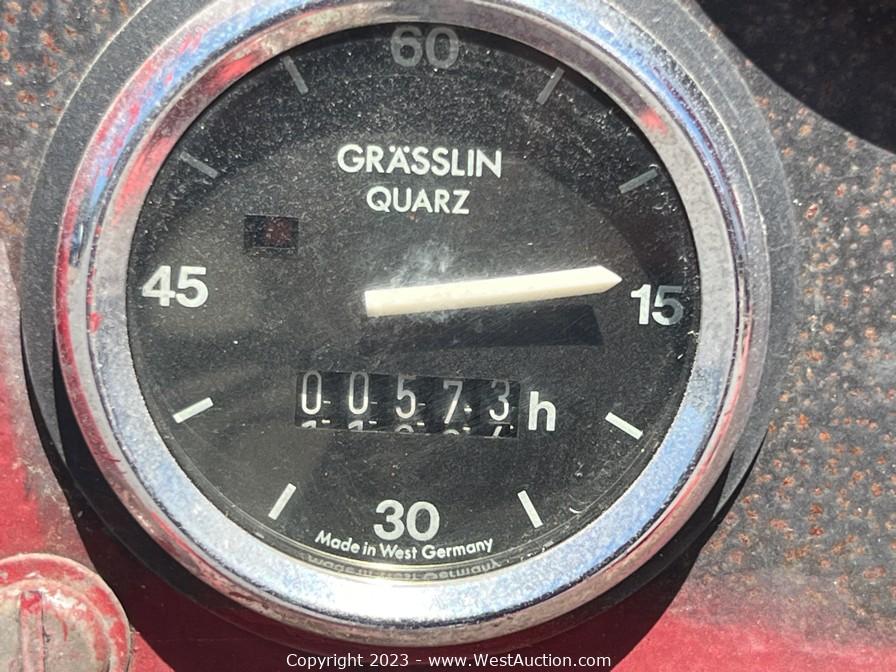 60
GRÄSSLIN
QUARZ
45
15
00573 h
30
Made in West Germany
Copyright 2023 - www.WestAuction.com